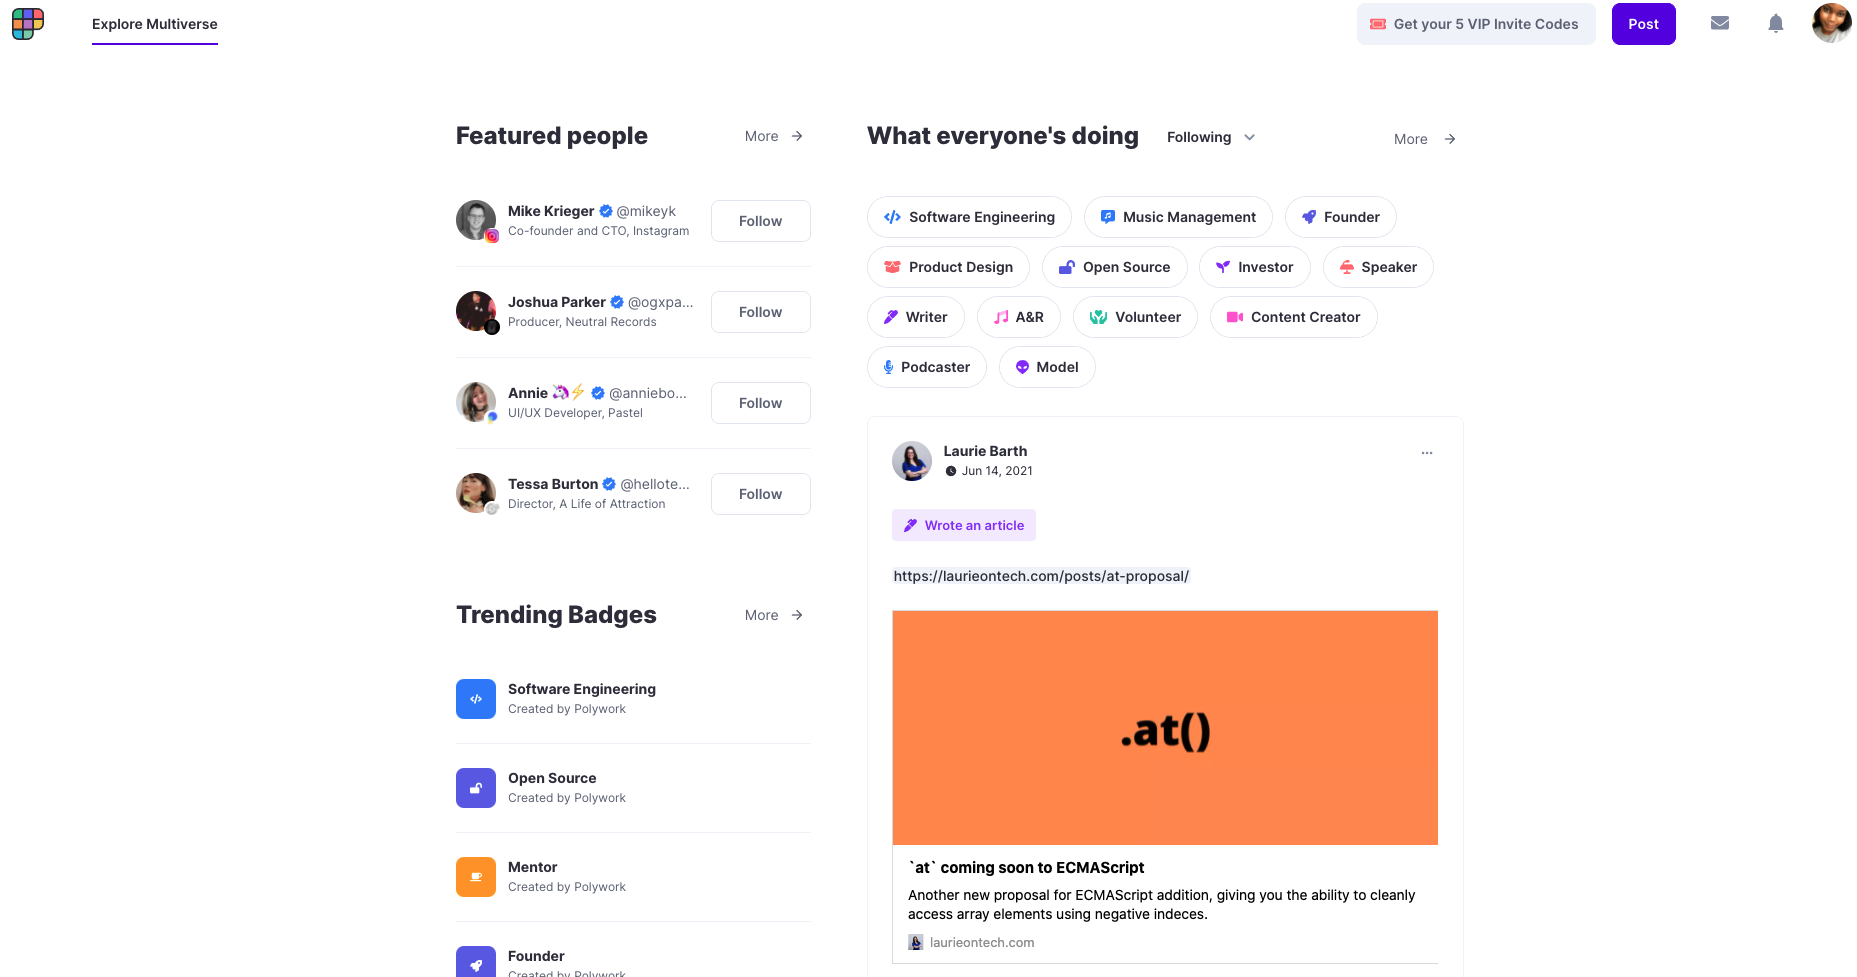 Explore Multiverse
Get your 5 VIP Invite Codes
Post
Featured people
More
Mike Krieger @mikeyk
Co-founder and CTO, Instagram
Follow
Joshua Parker @ogxpa...
Producer, Neutral Records
Follow
Annie 🦄⚡ @anniebo...
UI/UX Developer, Pastel
Follow
Tessa Burton @hellote...
Director, A Life of Attraction
Follow
Trending Badges
More
Software Engineering
Created by Polywork
Open Source
Created by Polywork
Mentor
Created by Polywork
Founder
Created by Polywork
What everyone's doing
Following
More
Software Engineering
Music Management
Founder
Product Design
Open Source
Investor
Speaker
Writer
A&R
Volunteer
Content Creator
Podcaster
Model
Laurie Barth
Jun 14, 2021
Wrote an article
https://laurieontech.com/posts/at-proposal/
.at()
`at` coming soon to ECMAScript
Another new proposal for ECMAScript addition, giving you the ability to cleanly
access array elements using negative indeces.
laurieontech.com